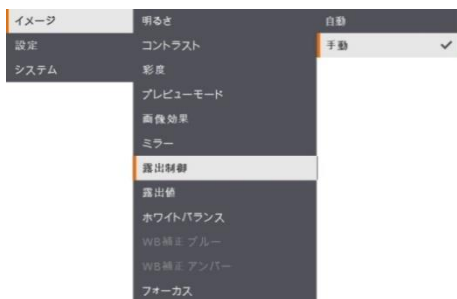 イメージ
設定
システム
明るさ
コントラスト
彩度
プレビューモード
画像効果
ミラー
露出制御
露出値
ホワイトバランス
WB補正 ブルー
WB補正 アンバー
フォーカス
自動
手動